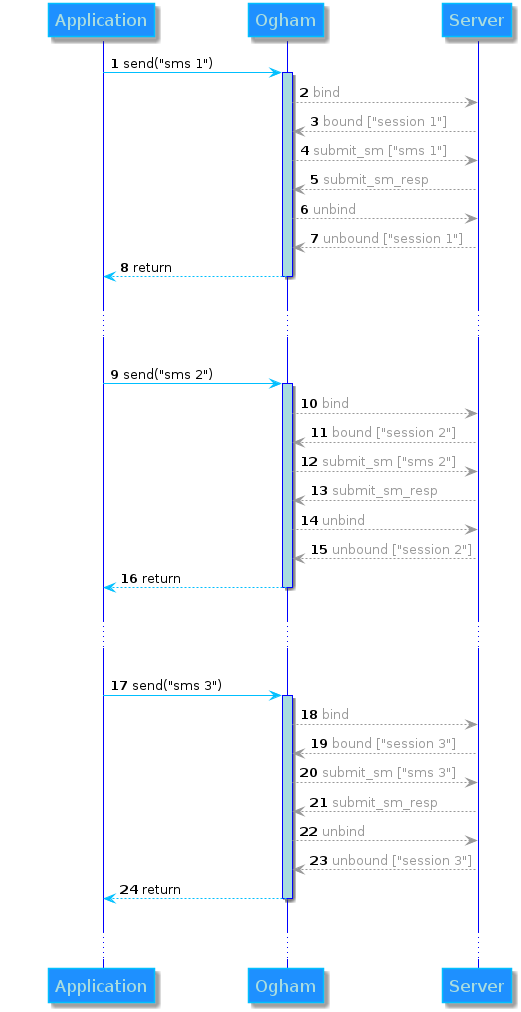 Application Ogham Server
1 send("sms 1")
2 bind
3 bound ["session 1"]
4 submit_sm ["sms 1"]
5 submit_sm_resp
6 unbind
7 unbound ["session 1"]
8 return
9 send("sms 2")
10 bind
11 bound ["session 2"]
12 submit_sm ["sms 2"]
13 submit_sm_resp
14 unbind
15 unbound ["session 2"]
16 return
17 send("sms 3")
18 bind
19 bound ["session 3"]
20 submit_sm ["sms 3"]
21 submit_sm_resp
22 unbind
23 unbound ["session 3"]
24 return
Application Ogham Server